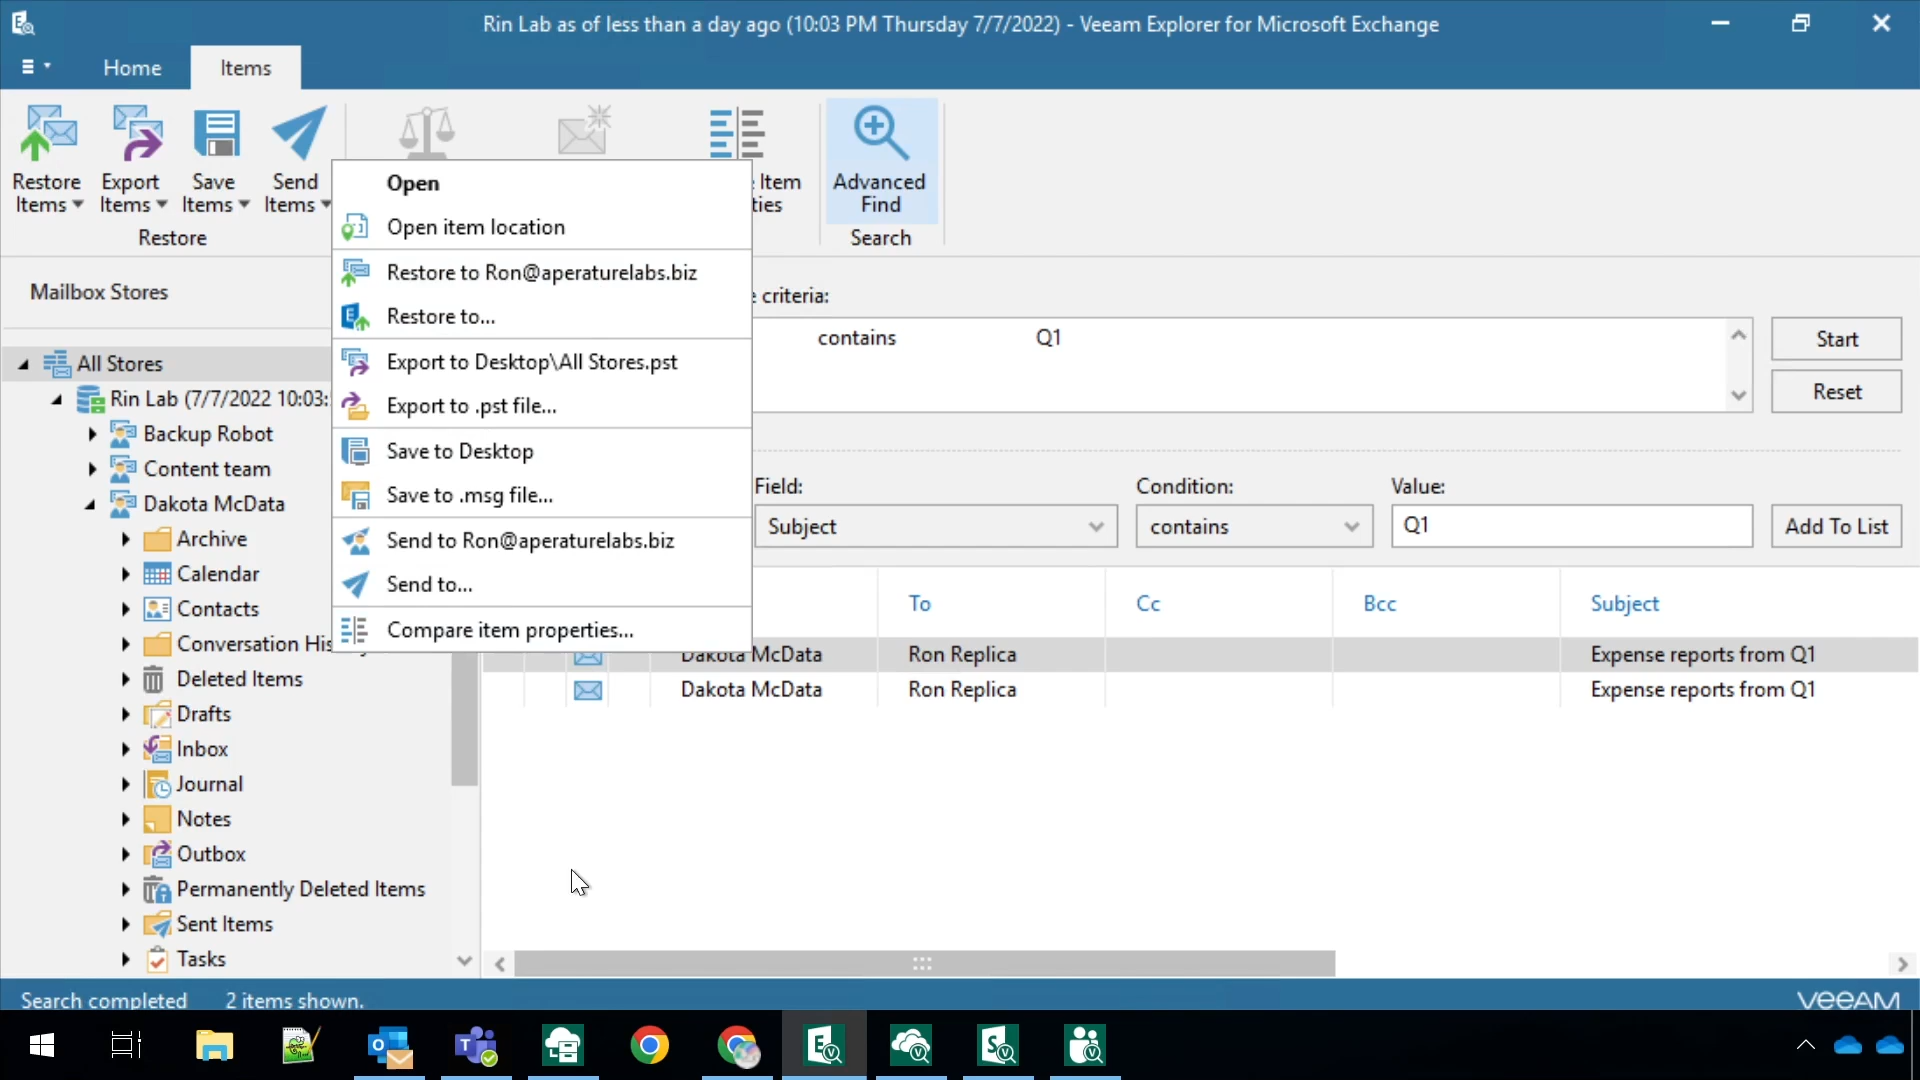 Rin Lab as of less than a day ago (10:03 PM Thursday 7/7/2022) - Veeam Explorer for Microsoft Exchange
Home
Items
Restore Items
Export Items
Save Items
Send Items
Restore
Item
Advanced Find
Search
Open
Open item location
Restore to Ron@aperaturelabs.biz
Restore to...
Export to Desktop\All Stores.pst
Export to .pst file...
Save to Desktop
Save to .msg file...
Send to Ron@aperaturelabs.biz
Send to...
Compare item properties...
Mailbox Stores
All Stores
Rin Lab (7/7/2022 10:03:
Backup Robot
Content team
Dakota McData
Archive
Calendar
Contacts
Conversation His
Deleted Items
Drafts
Inbox
Journal
Notes
Outbox
Permanently Deleted Items
Sent Items
Tasks
criteria:
contains Q1
Start
Reset
Field: Condition: Value:
Subject contains Q1 Add To List
To Cc Bcc Subject
Dakota McData Ron Replica Expense reports from Q1
Dakota McData Ron Replica Expense reports from Q1
Search completed 2 items shown.
veeAM